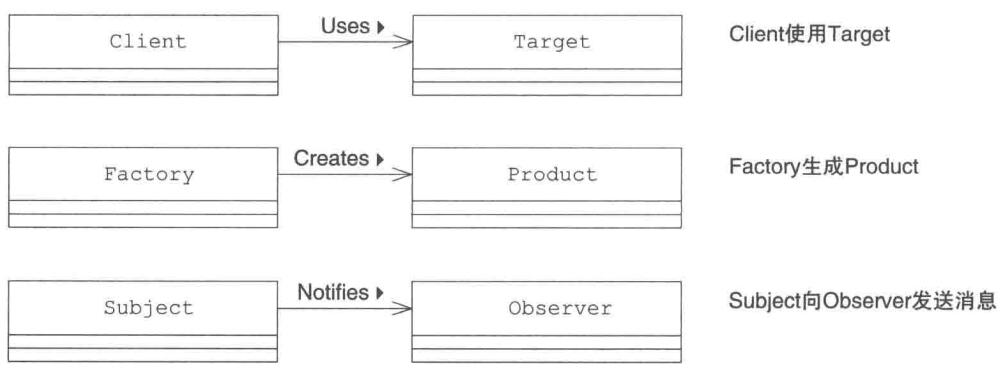 Client Uses ▶ Target Client使用Target
Factory Creates ▶ Product Factory生成Product
Subject Notifies ▶ Observer Subject向Observer发送消息